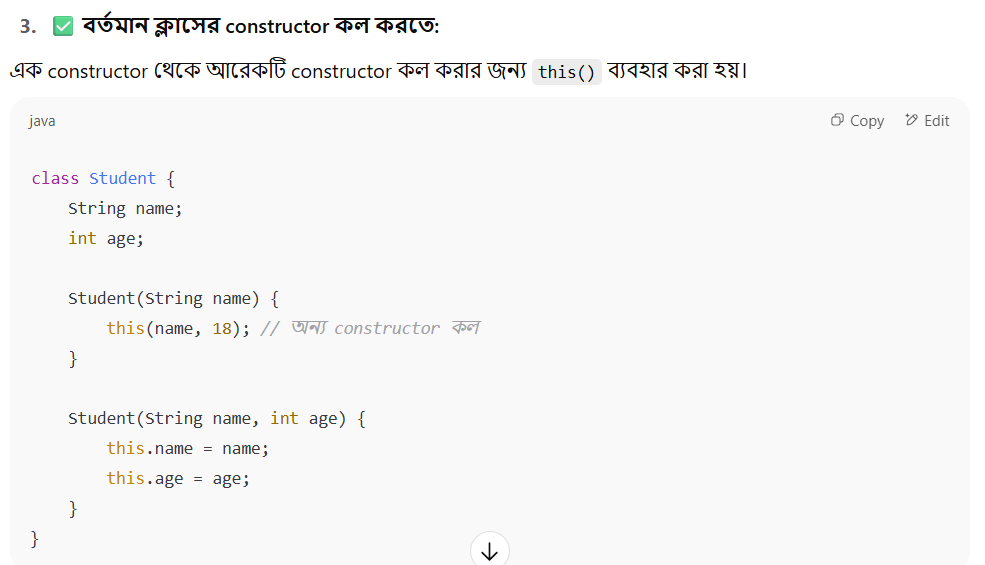 3. ✅ বর্তমান ক্লাসের constructor কল করতে:
এক constructor থেকে আরেকটি constructor কল করার জন্য this() ব্যবহার করা হয়।
java Copy Edit
class Student {
    String name;
    int age;

    Student(String name) {
        this(name, 18); // অন্য constructor কল
    }

    Student(String name, int age) {
        this.name = name;
        this.age = age;
    }
}